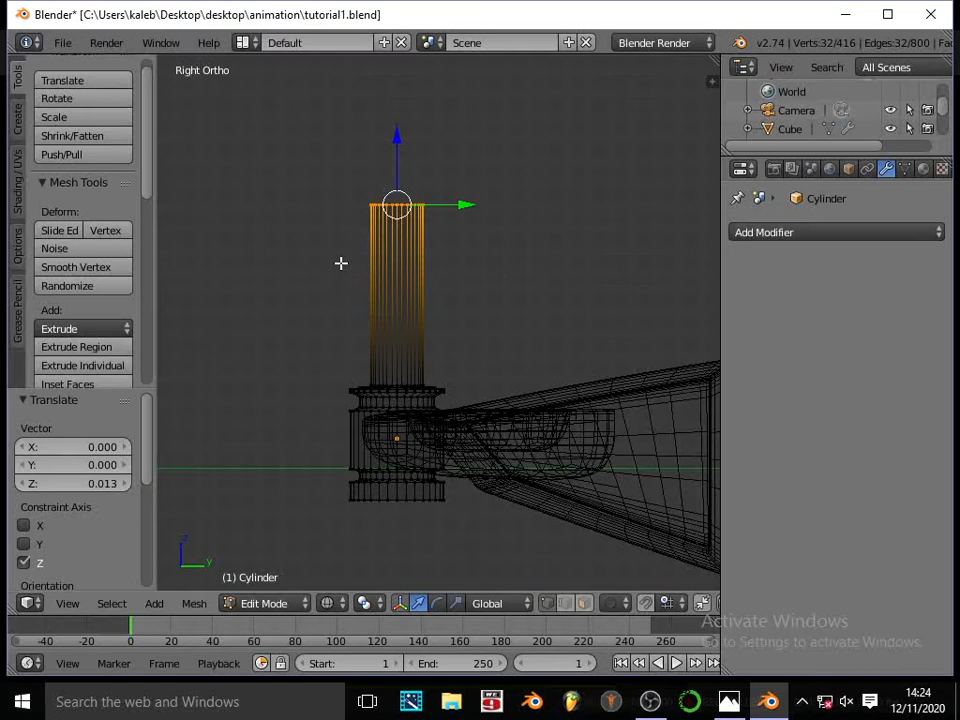 Blender* [C:\Users\kaleb\Desktop\desktop\animation\tutorial1.blend]
File Render Window Help Default Scene Blender Render v2.74 | Verts:32/416 | Edges:32/800 | Fac
Right Ortho
Tools
Create
Shading / UVs
Options
Grease Pencil
Translate
Rotate
Scale
Shrink/Fatten
Push/Pull
Mesh Tools
Deform:
Slide Ed Vertex
Noise
Smooth Vertex
Randomize
Add:
Extrude
Extrude Region
Extrude Individual
Inset Faces
Translate
Vector
X: 0.000
Y: 0.000
Z: 0.013
Constraint Axis
X
Y
Z
Orientation
z
y
(1) Cylinder
View Search All Scenes
World
Camera
Cube
Cylinder
Add Modifier
View Select Add Mesh Edit Mode Global
Activate Windows
Go to Settings to activate Windows.
-40 -20 0 20 40 60 80 100 120 140 160 180 200 220 240 260
View Marker Frame Playback Start: 1 End: 250 1
Search the web and Windows
14:24
12/11/2020